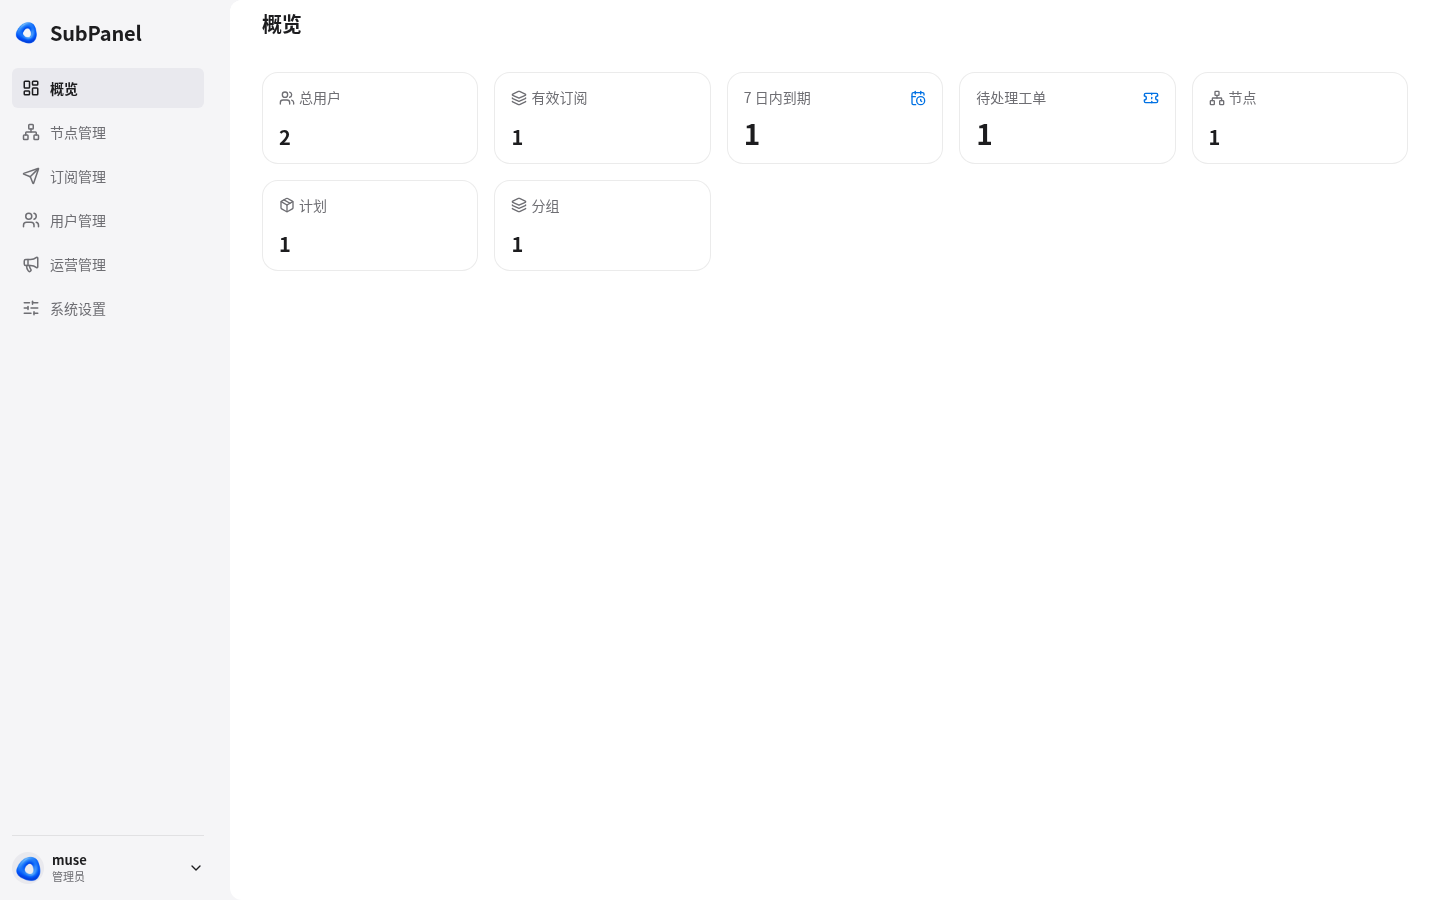 SubPanel
概览
节点管理
订阅管理
用户管理
运营管理
系统设置
muse
管理员
概览
总用户
2
有效订阅
1
7 日内到期
1
待处理工单
1
节点
1
计划
1
分组
1